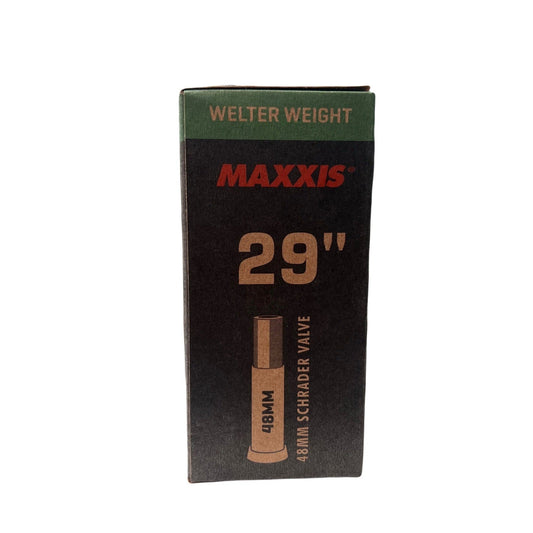 WELTER WEIGHT
MAXXIS®
29"
48MM
48MM SCHRADER VALVE